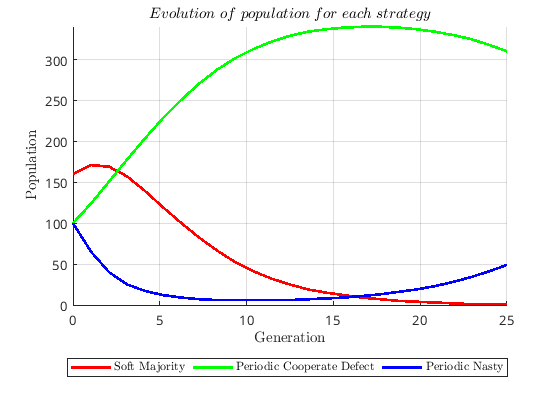 Evolution of population for each strategy
300
250
200
150
100
50
0
Population
0 5 10 15 20 25
Generation
Soft Majority Periodic Cooperate Defect Periodic Nasty